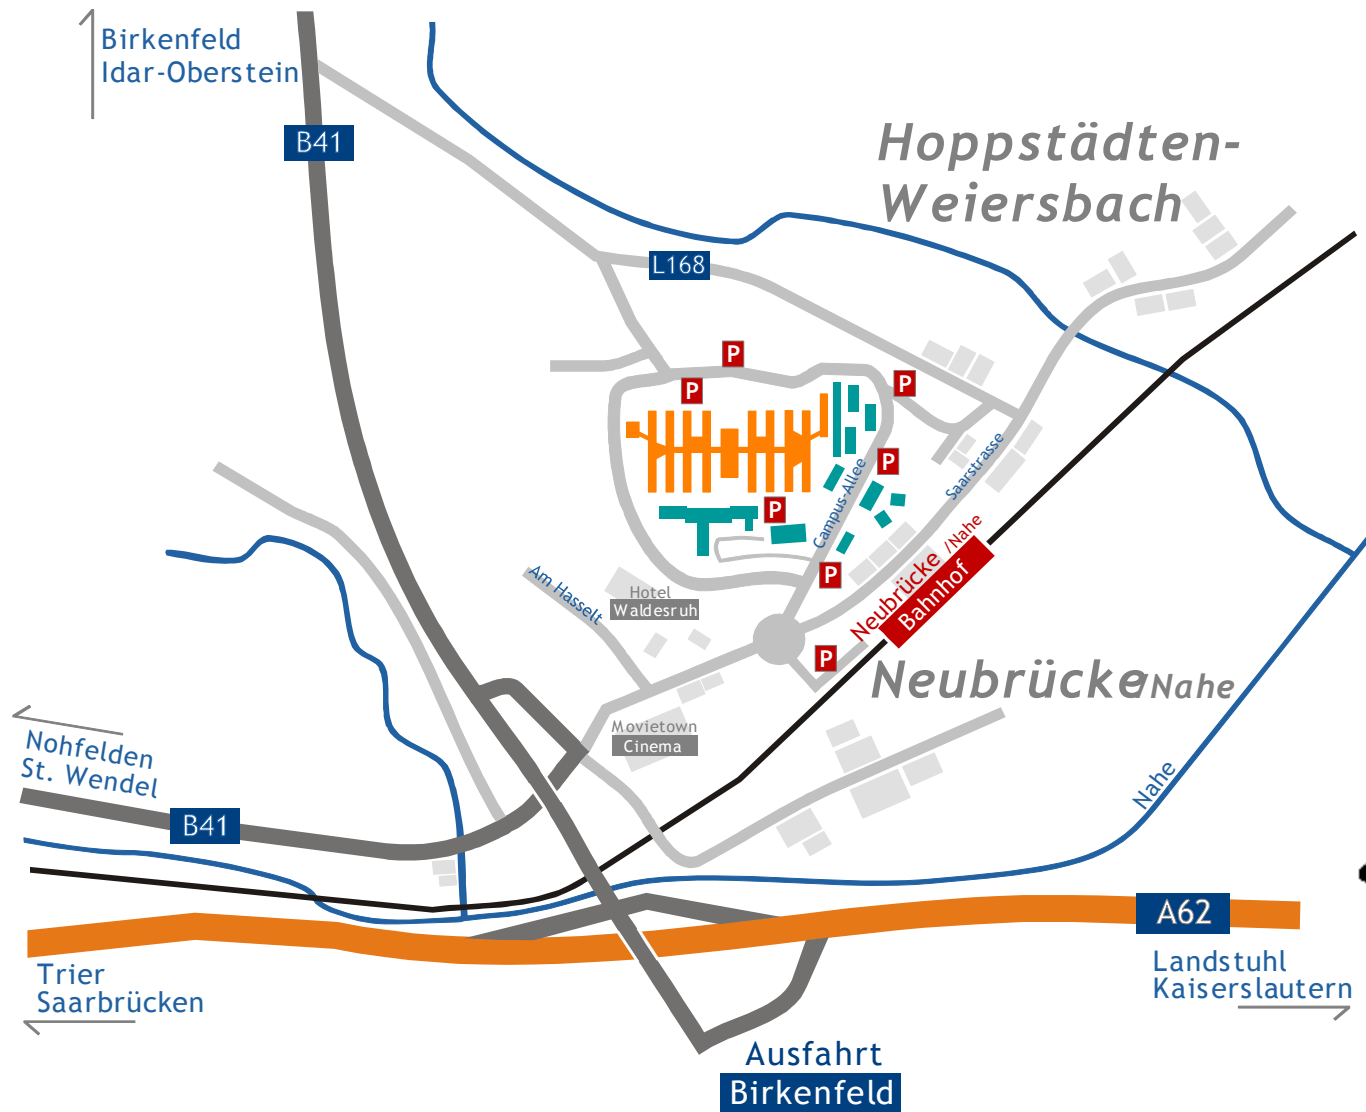 Birkenfeld
Idar-Oberstein
B41
Hoppstädten-
Weiersbach
L168
P
P
P
P
P
P
P
Campus-Allee
Saarstrasse
Am Hasselt
Hotel
Waldesruh
Neubrücke/Nahe
Bahnhof
Neubrücke/Nahe
Movietown
Cinema
Nohfelden
St. Wendel
B41
Nahe
A62
Trier
Saarbrücken
Landstuhl
Kaiserslautern
Ausfahrt
Birkenfeld